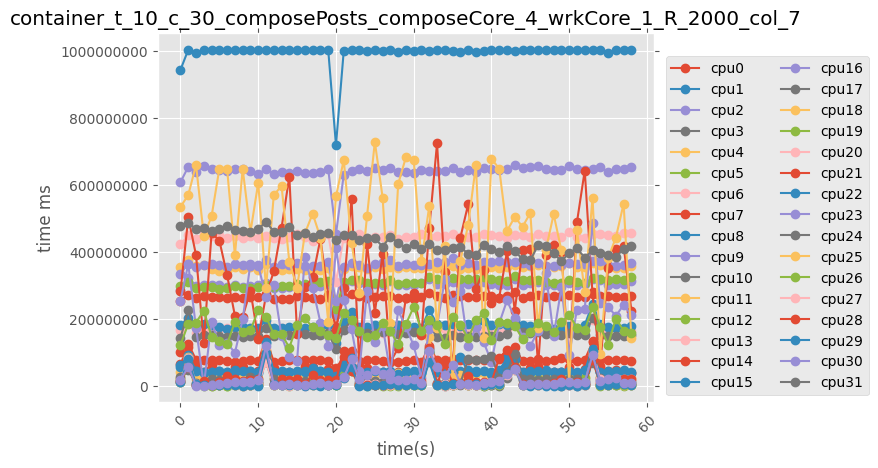 container_t_10_c_30_composePosts_composeCore_4_wrkCore_1_R_2000_col_7
1000000000
800000000
600000000
400000000
200000000
0
time ms
0
10
20
30
40
50
60
time(s)
cpu0
cpu1
cpu2
cpu3
cpu4
cpu5
cpu6
cpu7
cpu8
cpu9
cpu10
cpu11
cpu12
cpu13
cpu14
cpu15
cpu16
cpu17
cpu18
cpu19
cpu20
cpu21
cpu22
cpu23
cpu24
cpu25
cpu26
cpu27
cpu28
cpu29
cpu30
cpu31